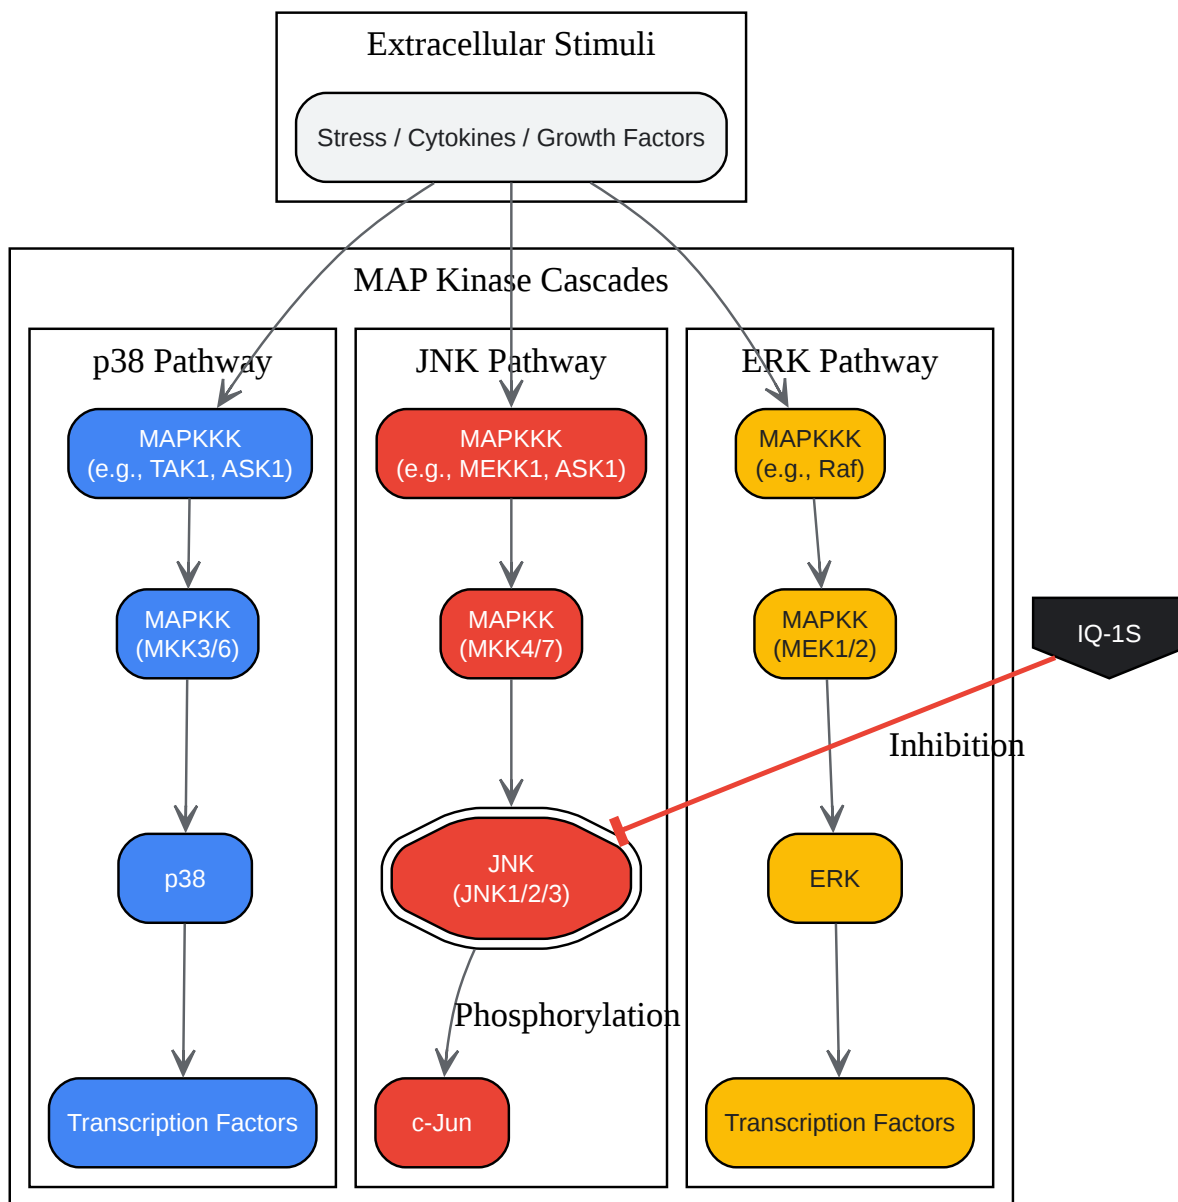 Extracellular Stimuli
Stress / Cytokines / Growth Factors
MAP Kinase Cascades
p38 Pathway
JNK Pathway
ERK Pathway
MAPKKK
(e.g., TAK1, ASK1)
MAPKKK
(e.g., MEKK1, ASK1)
MAPKKK
(e.g., Raf)
MAPKK
(MKK3/6)
MAPKK
(MKK4/7)
MAPKK
(MEK1/2)
IQ-1S
Inhibition
p38
JNK
(JNK1/2/3)
ERK
Phosphorylation
Transcription Factors
c-Jun
Transcription Factors